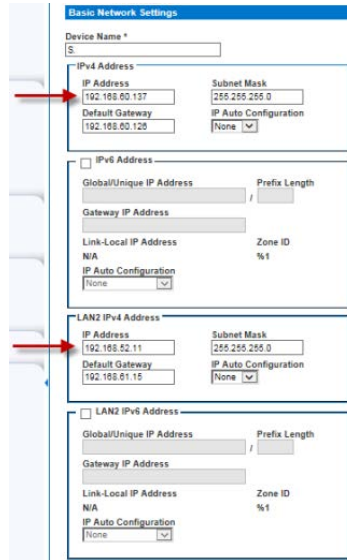 Basic Network Settings
Device Name *
S.
IPv4 Address
IP Address Subnet Mask
192.168.60.137 255.255.255.0
Default Gateway IP Auto Configuration
192.168.60.126 None
IPv6 Address
Global/Unique IP Address Prefix Length
/
Gateway IP Address
Link-Local IP Address Zone ID
N/A %1
IP Auto Configuration
None
LAN2 IPv4 Address
IP Address Subnet Mask
192.168.52.11 255.255.255.0
Default Gateway IP Auto Configuration
192.168.61.15 None
LAN2 IPv6 Address
Global/Unique IP Address Prefix Length
/
Gateway IP Address
Link-Local IP Address Zone ID
N/A %1
IP Auto Configuration
None